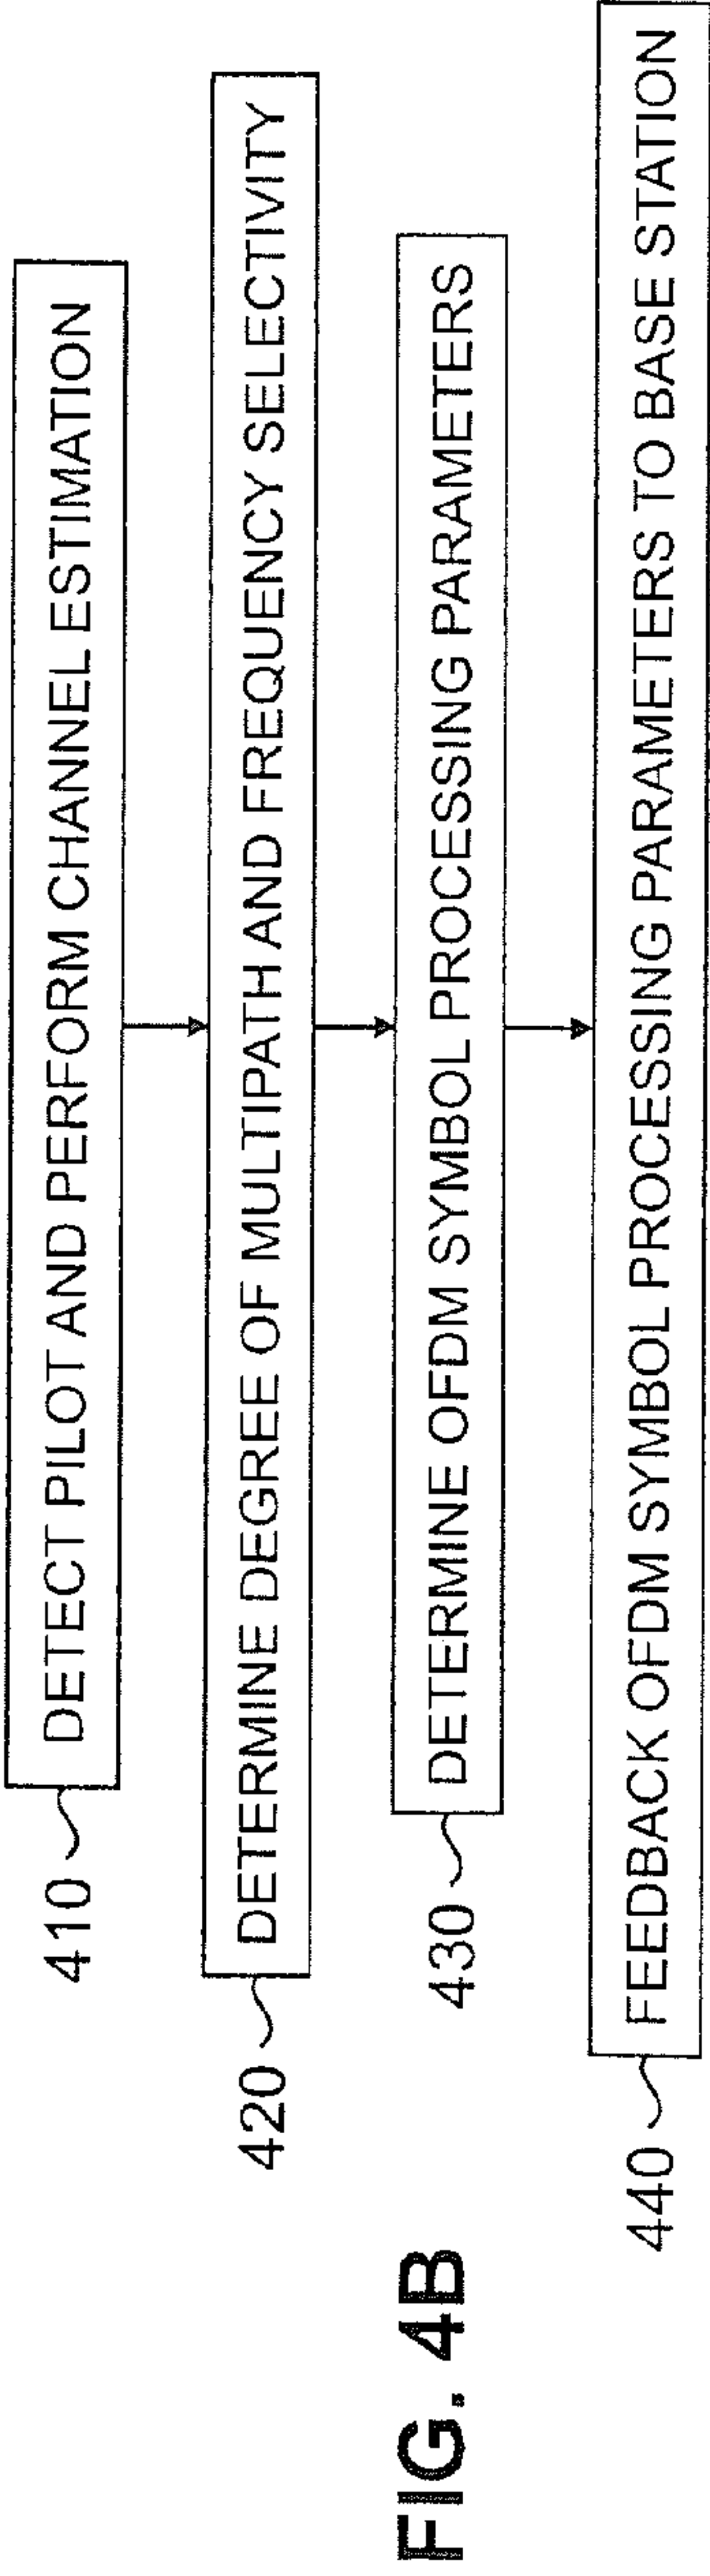 410
DETECT PILOT AND PERFORM CHANNEL ESTIMATION
420
DETERMINE DEGREE OF MULTIPATH AND FREQUENCY SELECTIVITY
430
DETERMINE OFDM SYMBOL PROCESSING PARAMETERS
440
FEEDBACK OFDM SYMBOL PROCESSING PARAMETERS TO BASE STATION
FIG. 4B